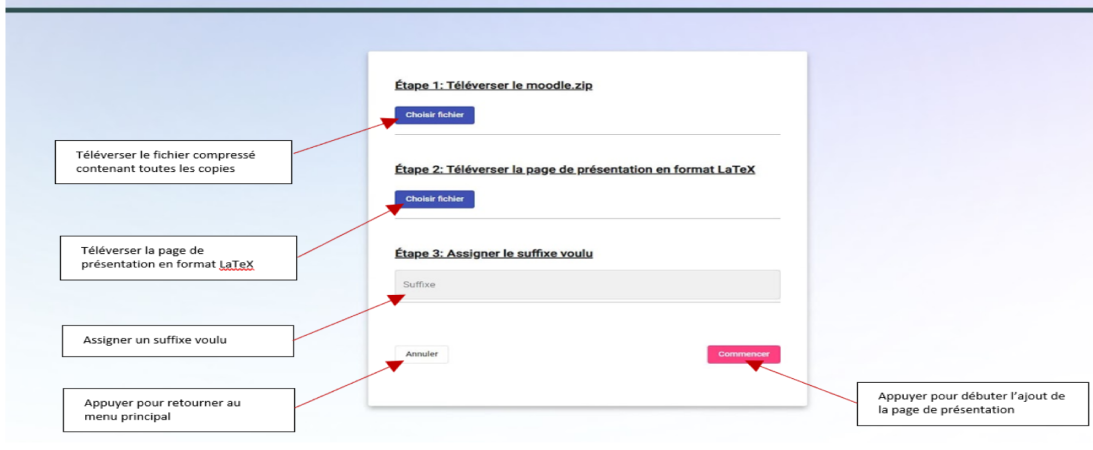 Étape 1: Téléverser le moodle.zip
Choisir fichier
Téléverser le fichier compressé
contenant toutes les copies
Étape 2: Téléverser la page de présentation en format LaTeX
Choisir fichier
Téléverser la page de
présentation en format LaTeX
Étape 3: Assigner le suffixe voulu
Suffixe
Assigner un suffixe voulu
Annuler
Commencer
Appuyer pour retourner au
menu principal
Appuyer pour débuter l’ajout de
la page de présentation